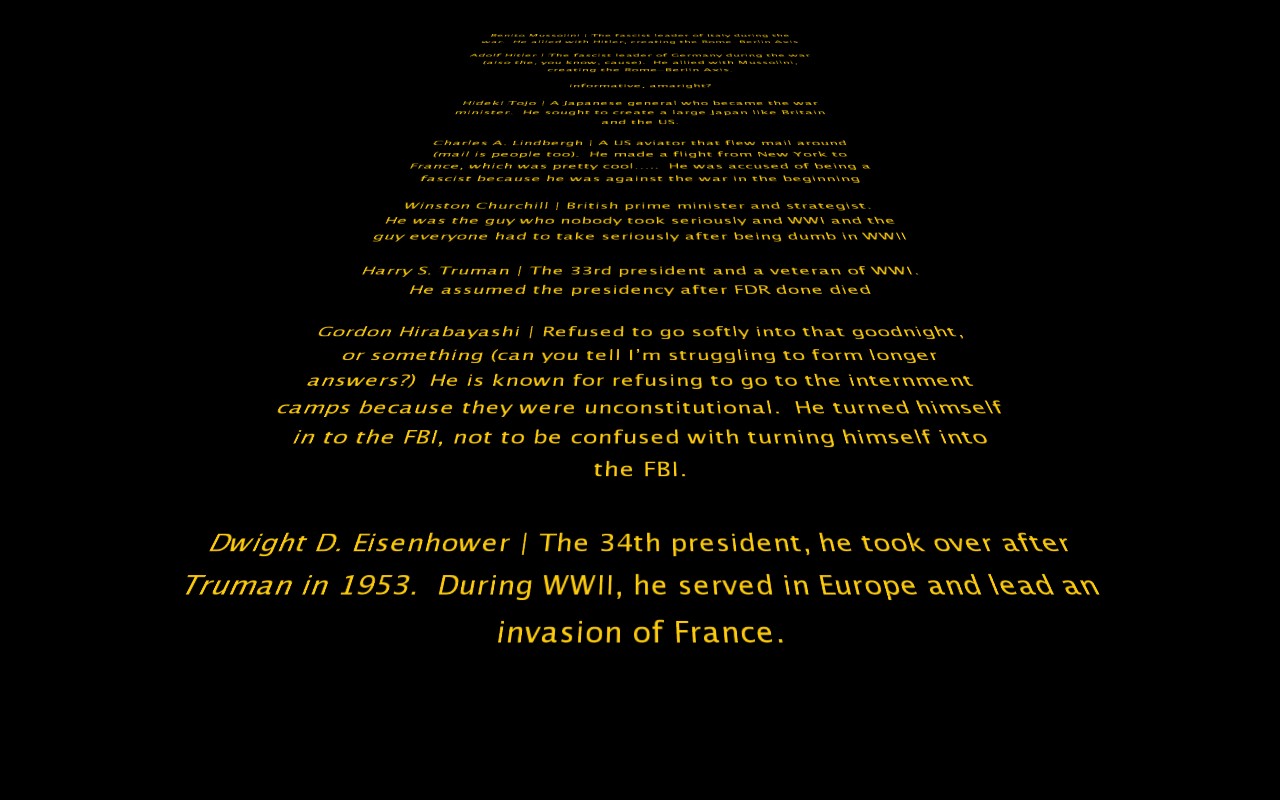 Benito Mussolini | The fascist leader of Italy during the
war. He allied with Hitler, creating the Rome Berlin Axis
Adolf Hitler | The fascist leader of Germany during the war
(also the, you know, cause). He allied with Mussolini,
creating the Rome Berlin Axis.
informative, amaright?
Hideki Tojo | A Japanese general who became the war
minister. He sought to create a large Japan like Britain
and the US.
Charles A. Lindbergh | A US aviator that flew mail around
(mail is people too). He made a flight from New York to
France, which was pretty cool..... He was accused of being a
fascist because he was against the war in the beginning
Winston Churchill | British prime minister and strategist.
He was the guy who nobody took seriously and WWI and the
guy everyone had to take seriously after being dumb in WWII
Harry S. Truman | The 33rd president and a veteran of WWI.
He assumed the presidency after FDR done died
Gordon Hirabayashi | Refused to go softly into that goodnight,
or something (can you tell I'm struggling to form longer
answers?) He is known for refusing to go to the internment
camps because they were unconstitutional. He turned himself
in to the FBI, not to be confused with turning himself into
the FBI.
Dwight D. Eisenhower | The 34th president, he took over after
Truman in 1953. During WWII, he served in Europe and lead an
invasion of France.